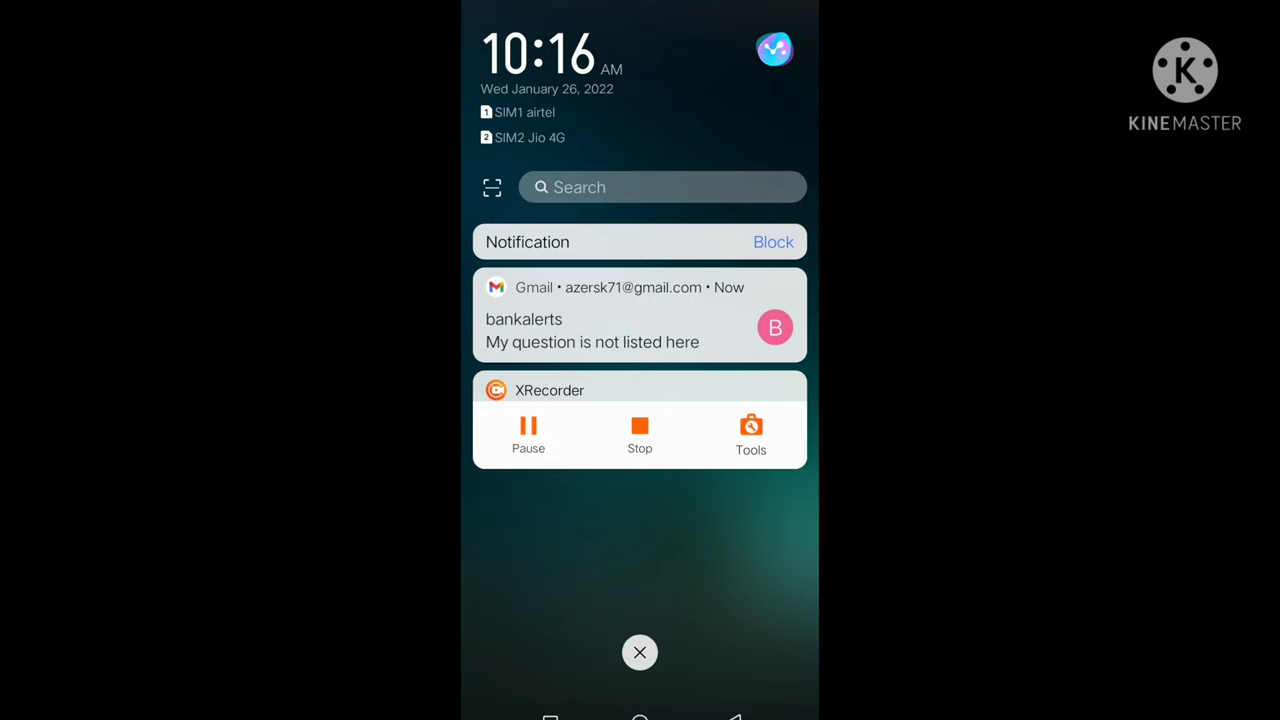 10:16 AM
Wed January 26, 2022
1 SIM1 airtel
2 SIM2 Jio 4G
Search
Notification Block
Gmail • azersk71@gmail.com • Now
bankalerts
B
My question is not listed here
XRecorder
Pause Stop Tools
K
KINEMASTER